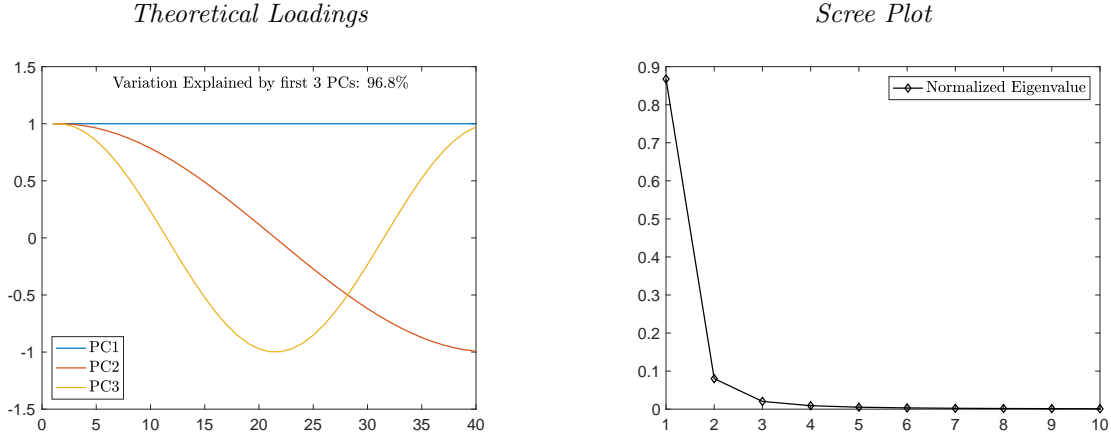 Theoretical Loadings
1.5
1
0.5
0
-0.5
-1
-1.5
Variation Explained by first 3 PCs: 96.8%
PC1
PC2
PC3
0 5 10 15 20 25 30 35 40
Scree Plot
0.9
0.8
0.7
0.6
0.5
0.4
0.3
0.2
0.1
0
Normalized Eigenvalue
1 2 3 4 5 6 7 8 9 10